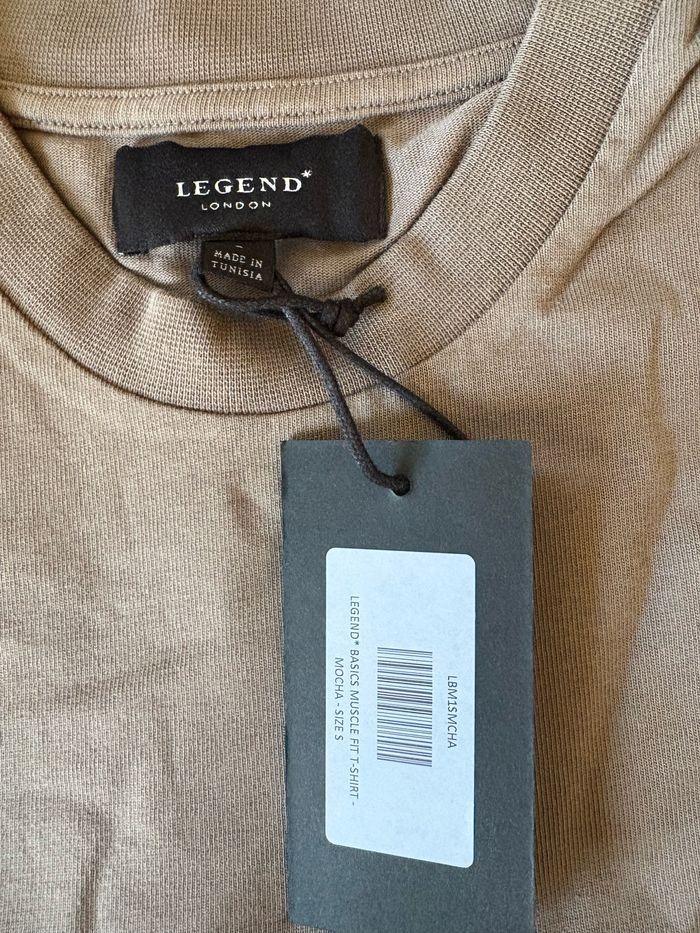 LEGEND*
LONDON
MADE IN
TUNISIA
LBM1SMCHA
LEGEND* BASICS MUSCLE FIT T-SHIRT -
MOCHA - SIZE S